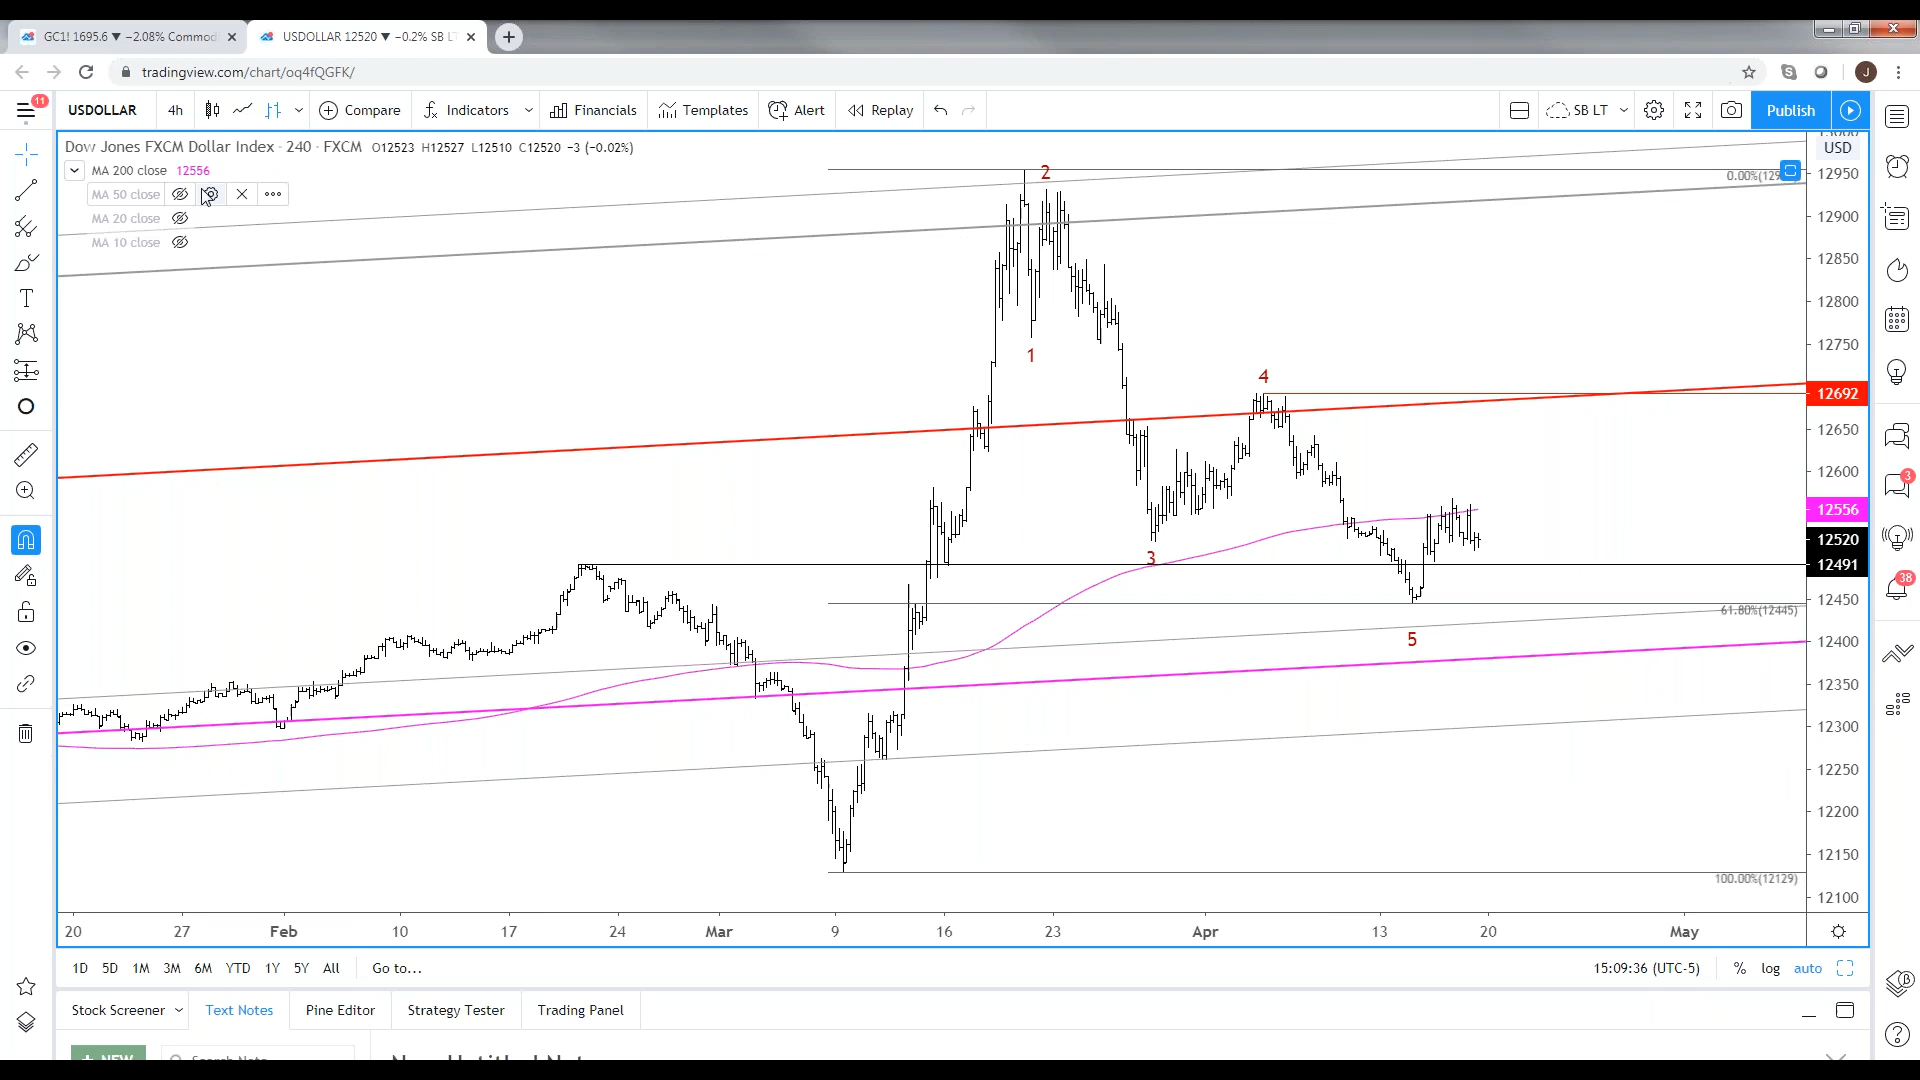 GC1! 1695.6 ▼ −2.08% Commod
USDOLLAR 12520 ▼ −0.2% SB LT
tradingview.com/chart/oq4fQGFK/
J
11
USDOLLAR 4h Compare Indicators Financials Templates Alert Replay SB LT Publish
Dow Jones FXCM Dollar Index · 240 · FXCM O12523 H12527 L12510 C12520 −3 (−0.02%)
USD
MA 200 close 12556
MA 50 close
MA 20 close
MA 10 close
12950
12900
12850
12800
12750
12692
12650
12600
12556
12520
12491
12450
12400
12350
12300
12250
12200
12150
12100
2
1
4
3
5
61.80%(12445)
100.00%(12129)
3
38
20 27 Feb 10 17 24 Mar 9 16 23 Apr 13 20 May
1D 5D 1M 3M 6M YTD 1Y 5Y All Go to... 15:09:36 (UTC-5) % log auto
Stock Screener Text Notes Pine Editor Strategy Tester Trading Panel